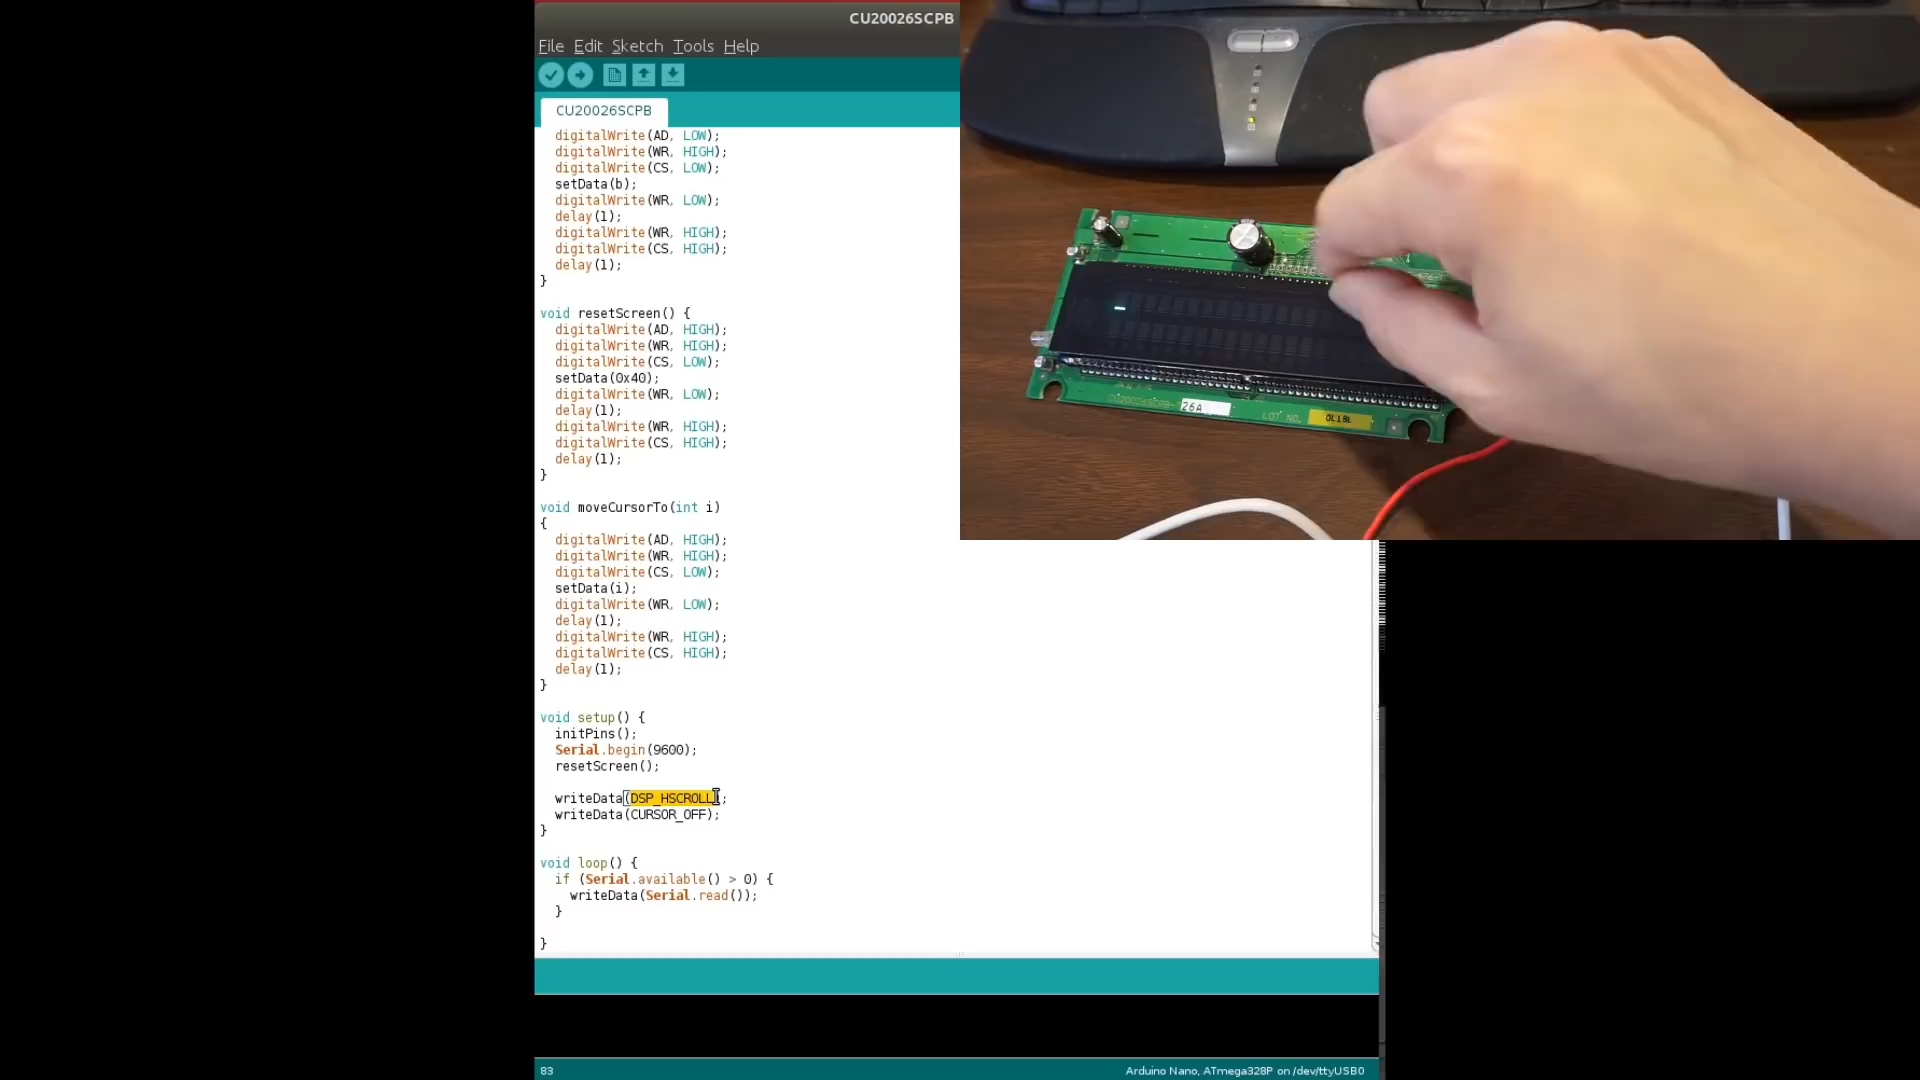 CU20026SCPB
File Edit Sketch Tools Help
CU20026SCPB
digitalWrite(AD, LOW);
digitalWrite(WR, HIGH);
digitalWrite(CS, LOW);
setData(b);
digitalWrite(WR, LOW);
delay(1);
digitalWrite(WR, HIGH);
digitalWrite(CS, HIGH);
delay(1);
}
void resetScreen() {
digitalWrite(AD, HIGH);
digitalWrite(WR, HIGH);
digitalWrite(CS, LOW);
setData(0x40);
digitalWrite(WR, LOW);
delay(1);
digitalWrite(WR, HIGH);
digitalWrite(CS, HIGH);
delay(1);
}
void moveCursorTo(int i)
{
digitalWrite(AD, HIGH);
digitalWrite(WR, HIGH);
digitalWrite(CS, LOW);
setData(i);
digitalWrite(WR, LOW);
delay(1);
digitalWrite(WR, HIGH);
digitalWrite(CS, HIGH);
delay(1);
}
void setup() {
initPins();
Serial.begin(9600);
resetScreen();
writeData(DSP_HSCROLL);
writeData(CURSOR_OFF);
}
void loop() {
if (Serial.available() > 0) {
writeData(Serial.read());
}
}
83
Arduino Nano, ATmega328P on /dev/ttyUSB0
CU20026SCPB-
26A
LOT NO.
0L18L